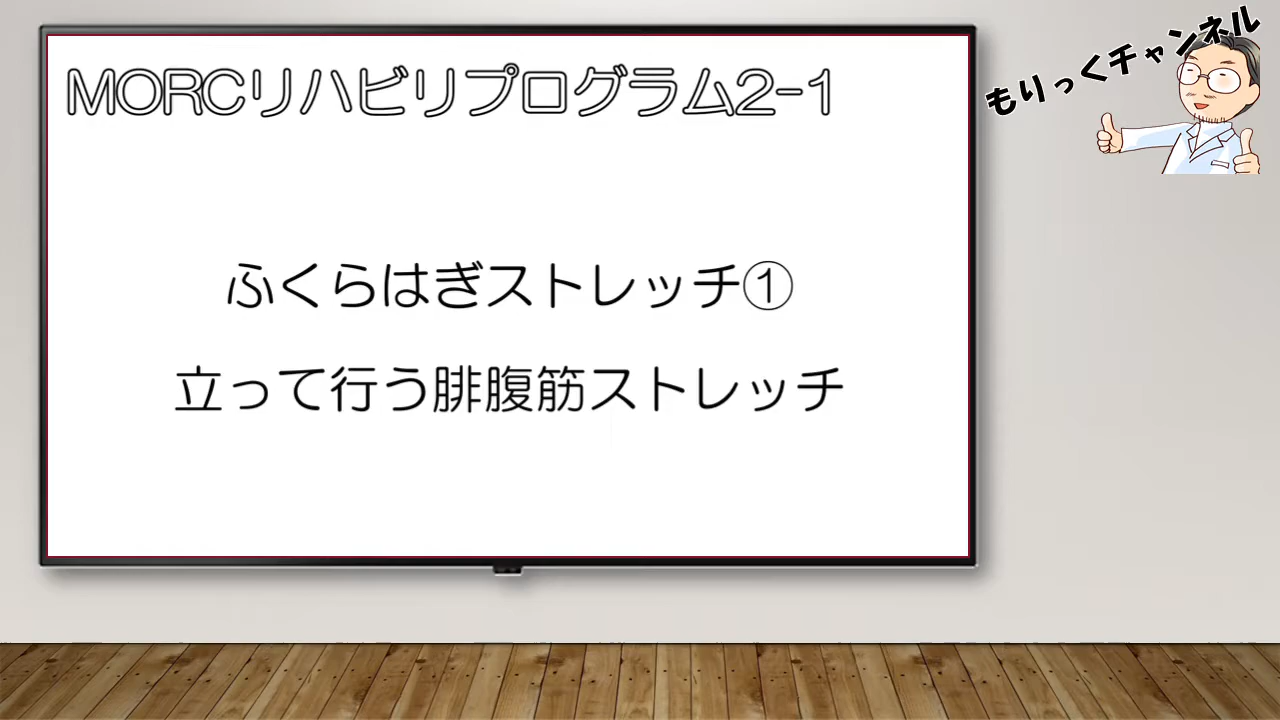 MORCリハビリプログラム2-1
もりっくチャンネル
ふくらはぎストレッチ①
立って行う腓腹筋ストレッチ